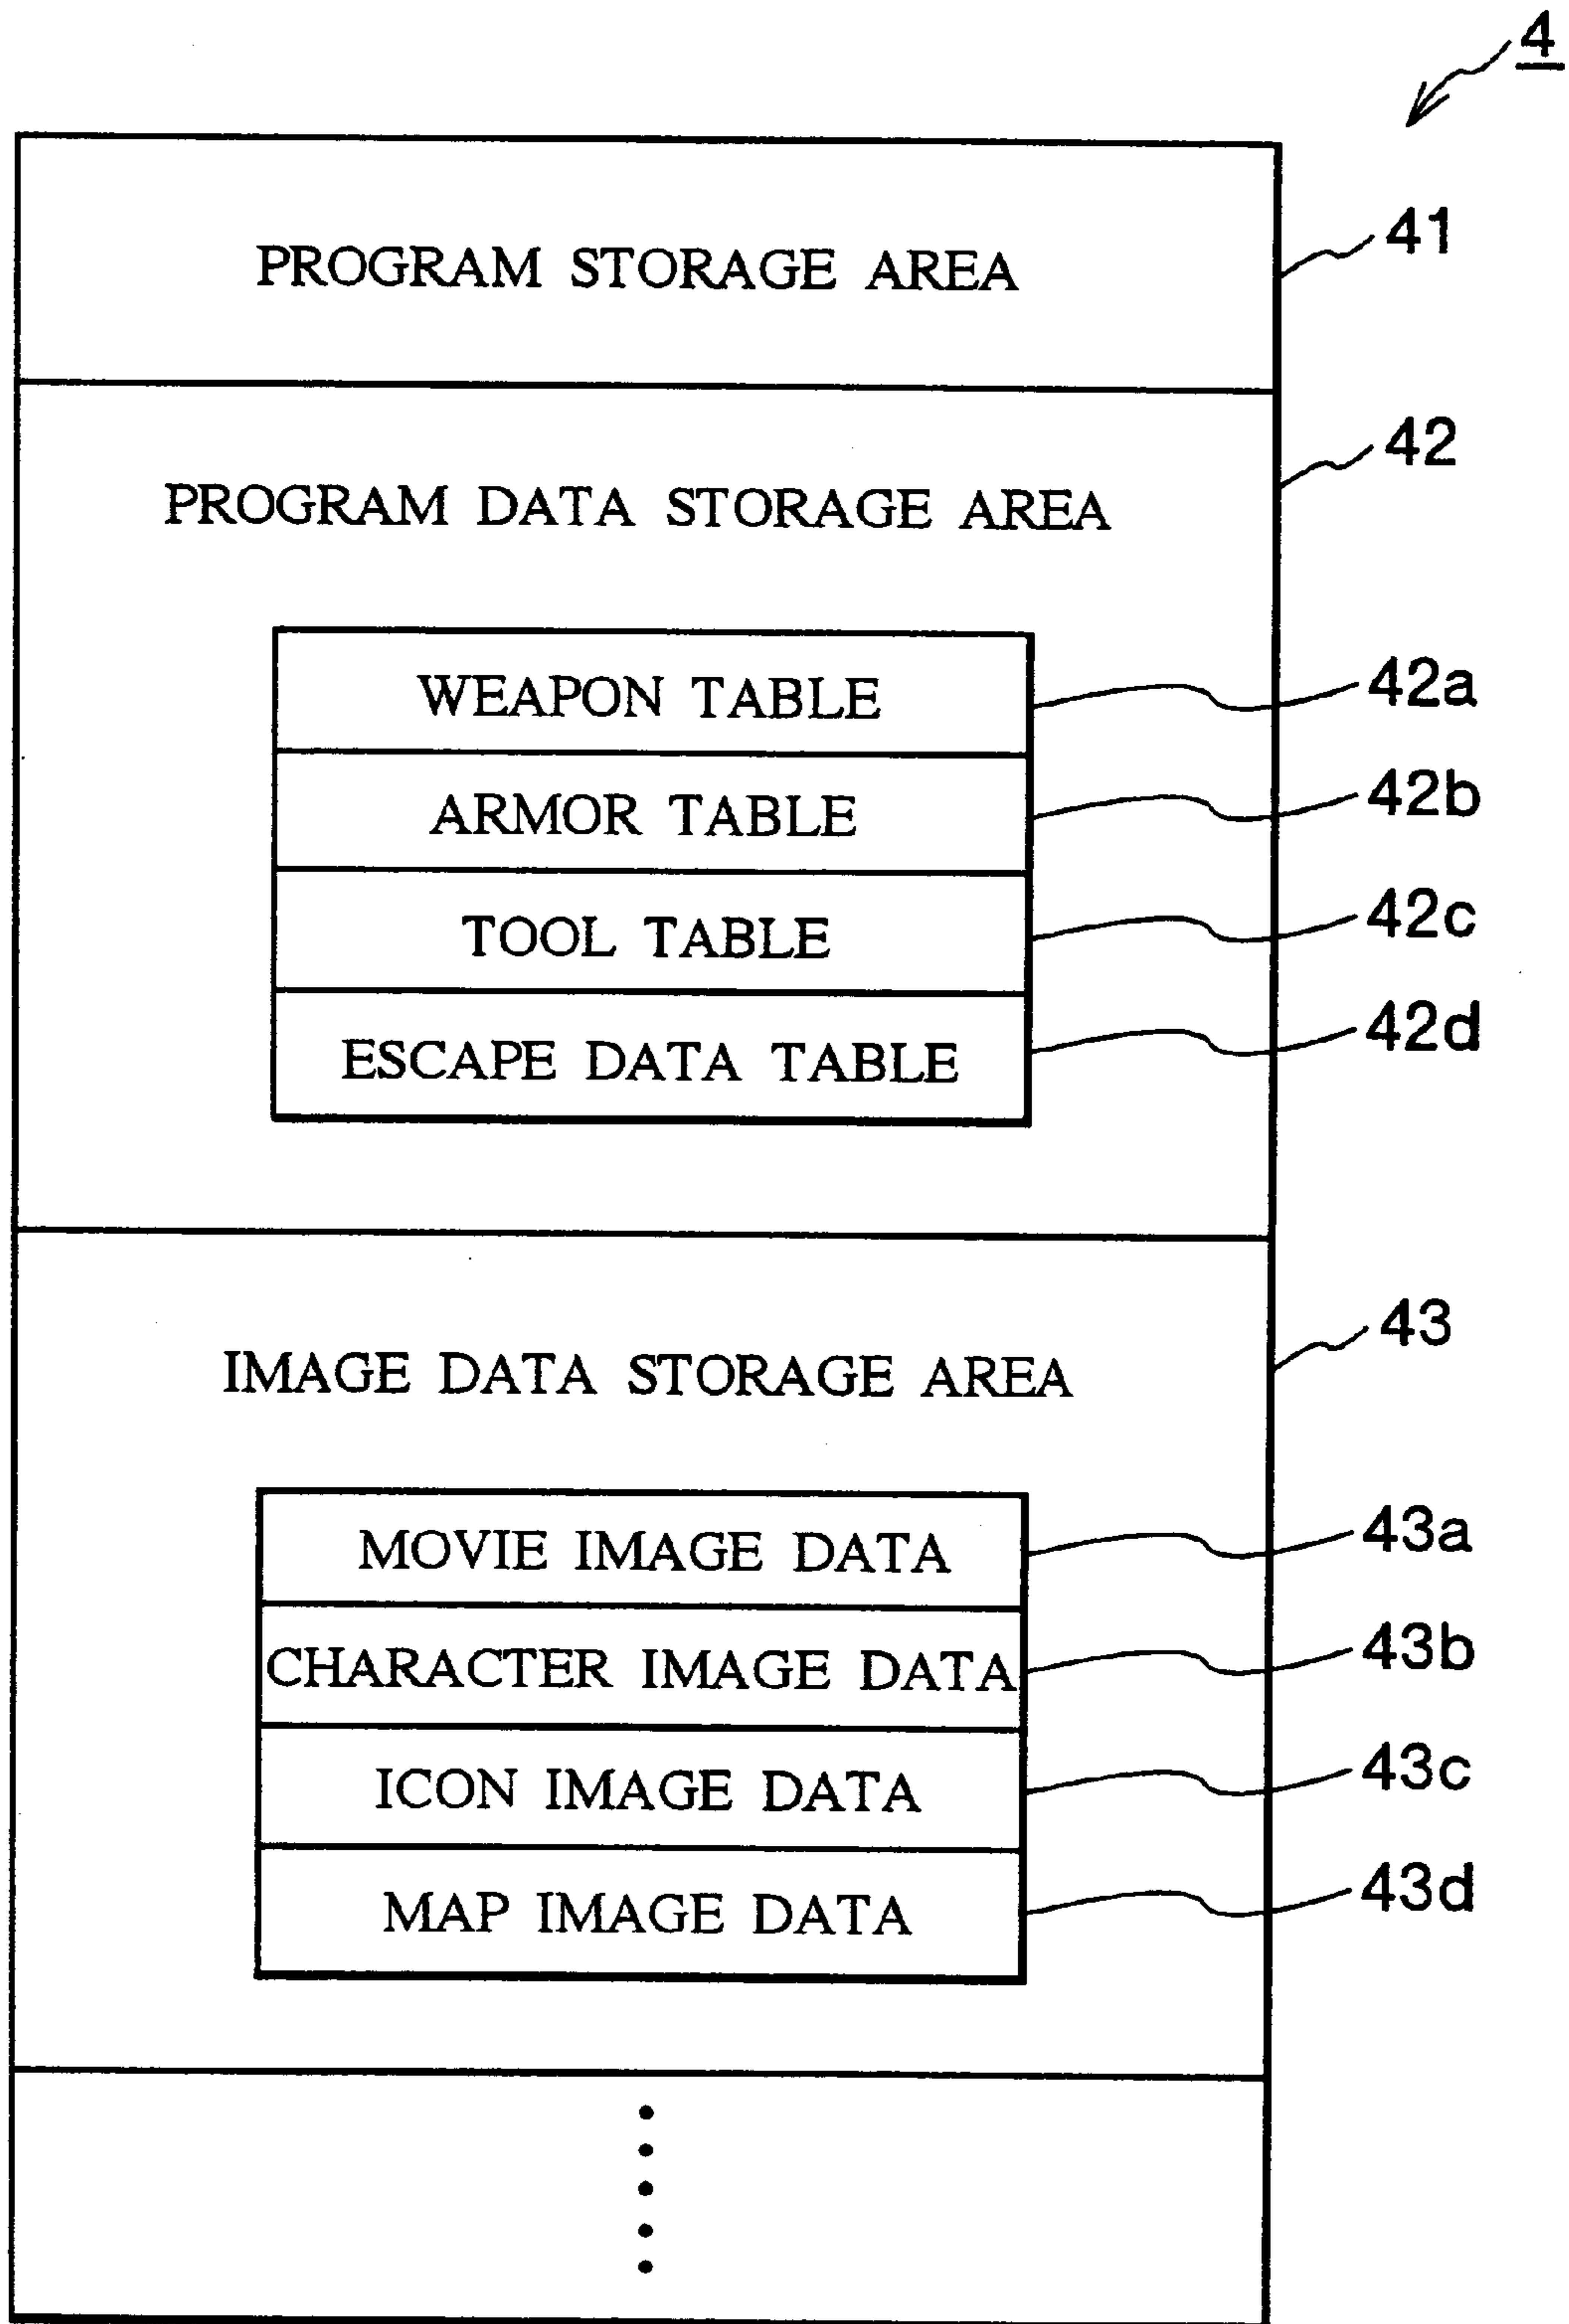 4
PROGRAM STORAGE AREA 41
PROGRAM DATA STORAGE AREA 42
WEAPON TABLE 42a
ARMOR TABLE 42b
TOOL TABLE 42c
ESCAPE DATA TABLE 42d
IMAGE DATA STORAGE AREA 43
MOVIE IMAGE DATA 43a
CHARACTER IMAGE DATA 43b
ICON IMAGE DATA 43c
MAP IMAGE DATA 43d